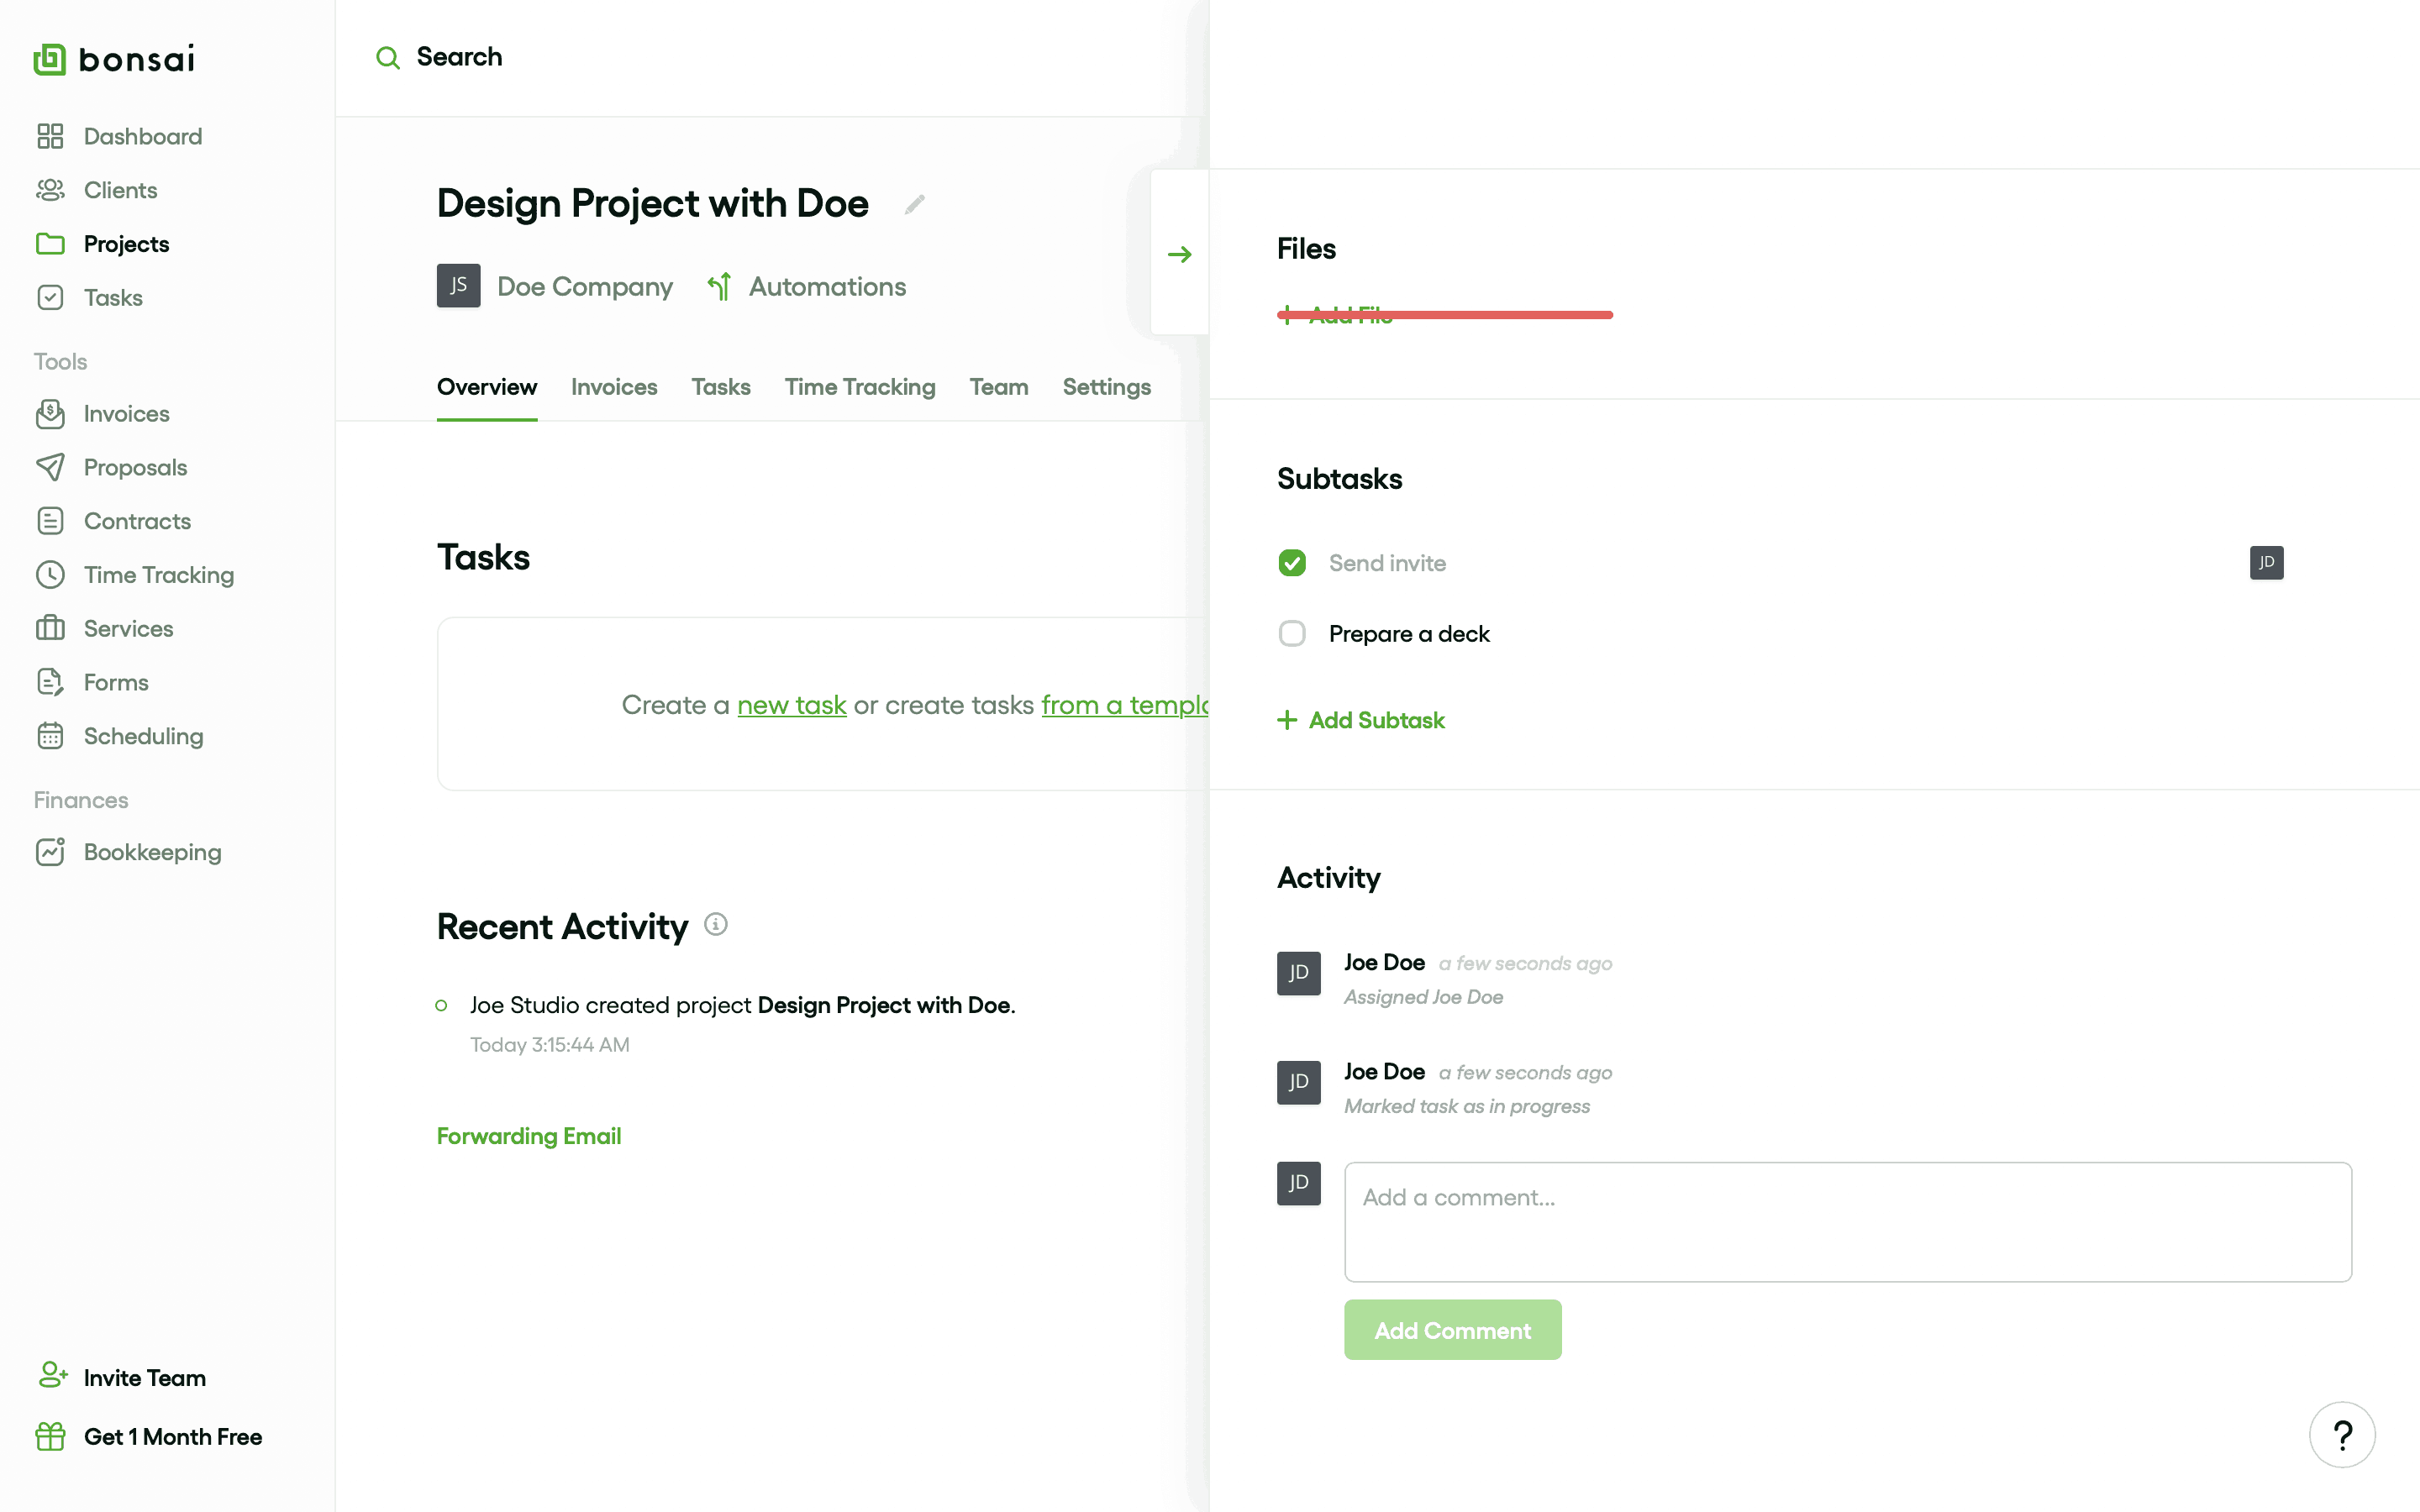 bonsai
Dashboard
Clients
Projects
Tasks
Tools
Invoices
Proposals
Contracts
Time Tracking
Services
Forms
Scheduling
Finances
Bookkeeping
Invite Team
Get 1 Month Free
Search
Design Project with Doe
JS Doe Company Automations
Overview Invoices Tasks Time Tracking Team Settings
Tasks
Create a new task or create tasks from a templa
Recent Activity
Joe Studio created project Design Project with Doe.
Today 3:15:44 AM
Forwarding Email
Files
+ Add File
Subtasks
Send invite JD
Prepare a deck
+ Add Subtask
Activity
JD Joe Doe a few seconds ago
Assigned Joe Doe
JD Joe Doe a few seconds ago
Marked task as in progress
JD Add a comment...
Add Comment
?